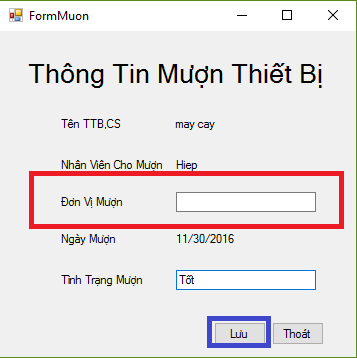 FormMuon
Thông Tin Mượn Thiết Bị
Tên TTB,CS may cay
Nhân Viên Cho Mượn Hiep
Đơn Vị Mượn
Ngày Mượn 11/30/2016
Tình Trạng Mượn Tốt
Lưu Thoát